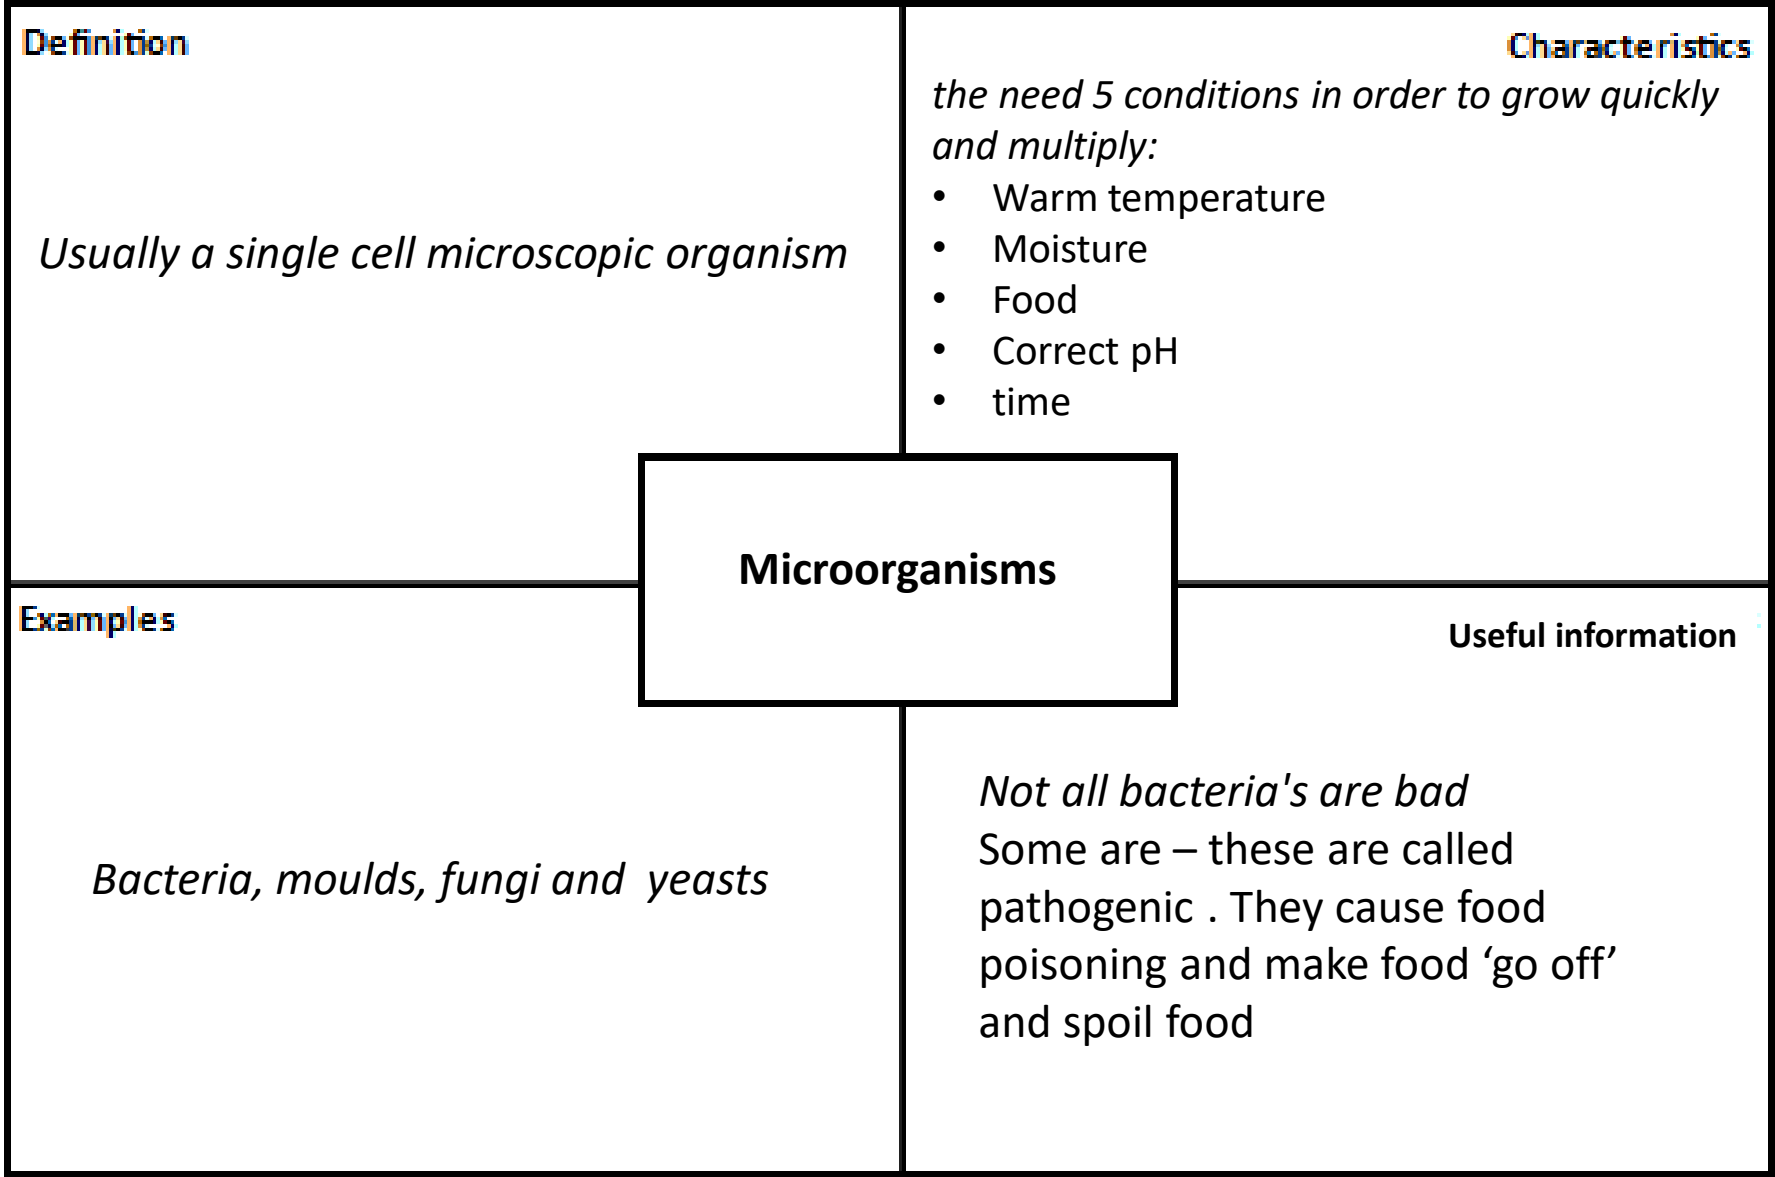 Definition
Usually a single cell microscopic organism
Characteristics
the need 5 conditions in order to grow quickly
and multiply:
• Warm temperature
• Moisture
• Food
• Correct pH
• time
Microorganisms
Examples
Bacteria, moulds, fungi and  yeasts
Useful information
Not all bacteria's are bad
Some are – these are called
pathogenic . They cause food
poisoning and make food ‘go off’
and spoil food